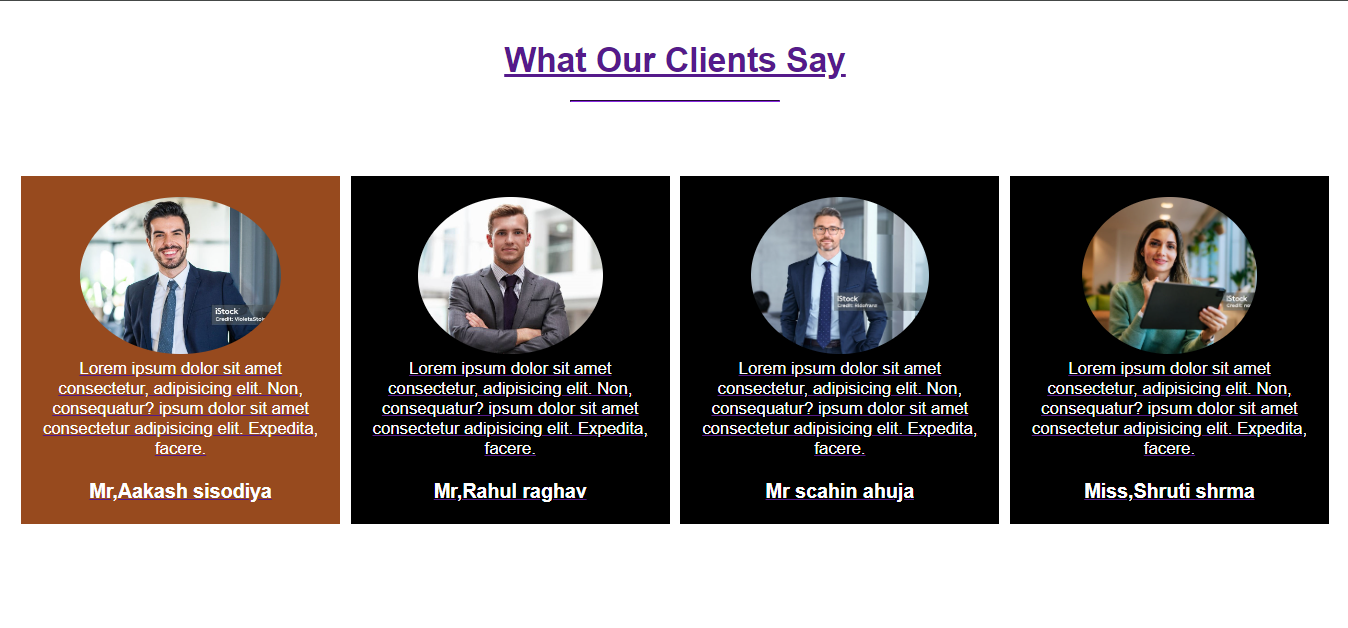 What Our Clients Say
iStock
Credit: VioletaStoi
iStock
iStock
Lorem ipsum dolor sit amet
consectetur, adipisicing elit. Non,
consequatur? ipsum dolor sit amet
consectetur adipisicing elit. Expedita,
facere.
Mr,Aakash sisodiya
Lorem ipsum dolor sit amet
consectetur, adipisicing elit. Non,
consequatur? ipsum dolor sit amet
consectetur adipisicing elit. Expedita,
facere.
Mr,Rahul raghav
Lorem ipsum dolor sit amet
consectetur, adipisicing elit. Non,
consequatur? ipsum dolor sit amet
consectetur adipisicing elit. Expedita,
facere.
Mr scahin ahuja
Lorem ipsum dolor sit amet
consectetur, adipisicing elit. Non,
consequatur? ipsum dolor sit amet
consectetur adipisicing elit. Expedita,
facere.
Miss,Shruti shrma